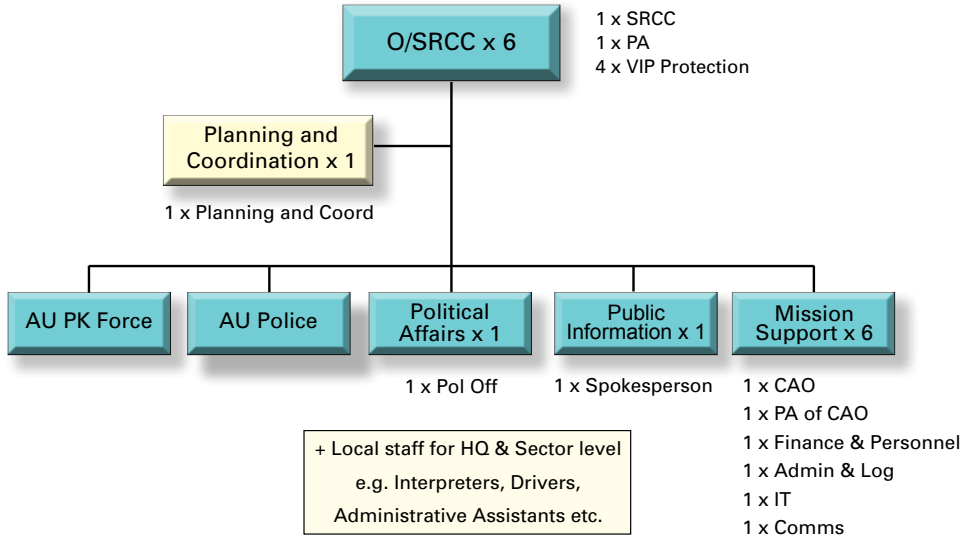 O/SRCC x 6
1 x SRCC
1 x PA
4 x VIP Protection
Planning and
Coordination x 1
1 x Planning and Coord
AU PK Force
AU Police
Political
Affairs x 1
1 x Pol Off
Public
Information x 1
1 x Spokesperson
Mission
Support x 6
1 x CAO
1 x PA of CAO
1 x Finance & Personnel
1 x Admin & Log
1 x IT
1 x Comms
+ Local staff for HQ & Sector level
e.g. Interpreters, Drivers,
Administrative Assistants etc.